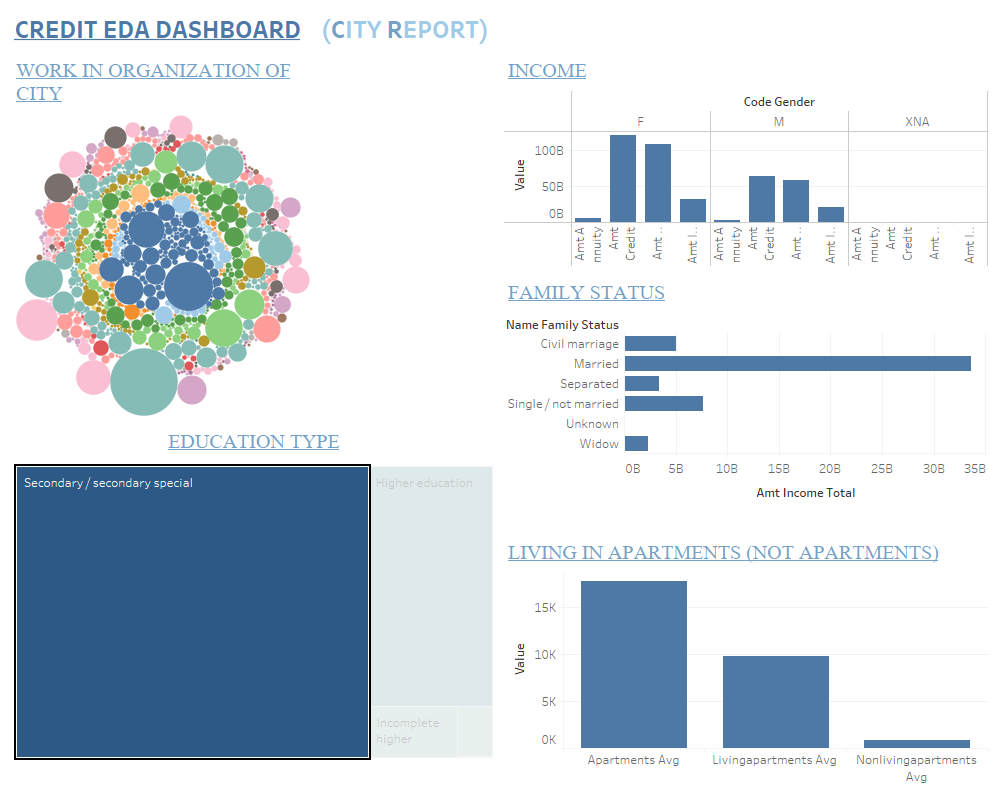 CREDIT EDA DASHBOARD (CITY REPORT)
WORK IN ORGANIZATION OF
CITY
EDUCATION TYPE
Secondary / secondary special
Higher education
Incomplete
higher
INCOME
Code Gender
F M XNA
Value
100B
50B
0B
Amt A
nnuity
Amt
Credit
Amt ..
Amt I..
Amt A
nnuity
Amt
Credit
Amt ..
Amt I..
Amt A
nnuity
Amt
Credit
Amt ..
Amt I..
FAMILY STATUS
Name Family Status
Civil marriage
Married
Separated
Single / not married
Unknown
Widow
0B 5B 10B 15B 20B 25B 30B 35B
Amt Income Total
LIVING IN APARTMENTS (NOT APARTMENTS)
Value
15K
10K
5K
0K
Apartments Avg Livingapartments Avg Nonlivingapartments
Avg